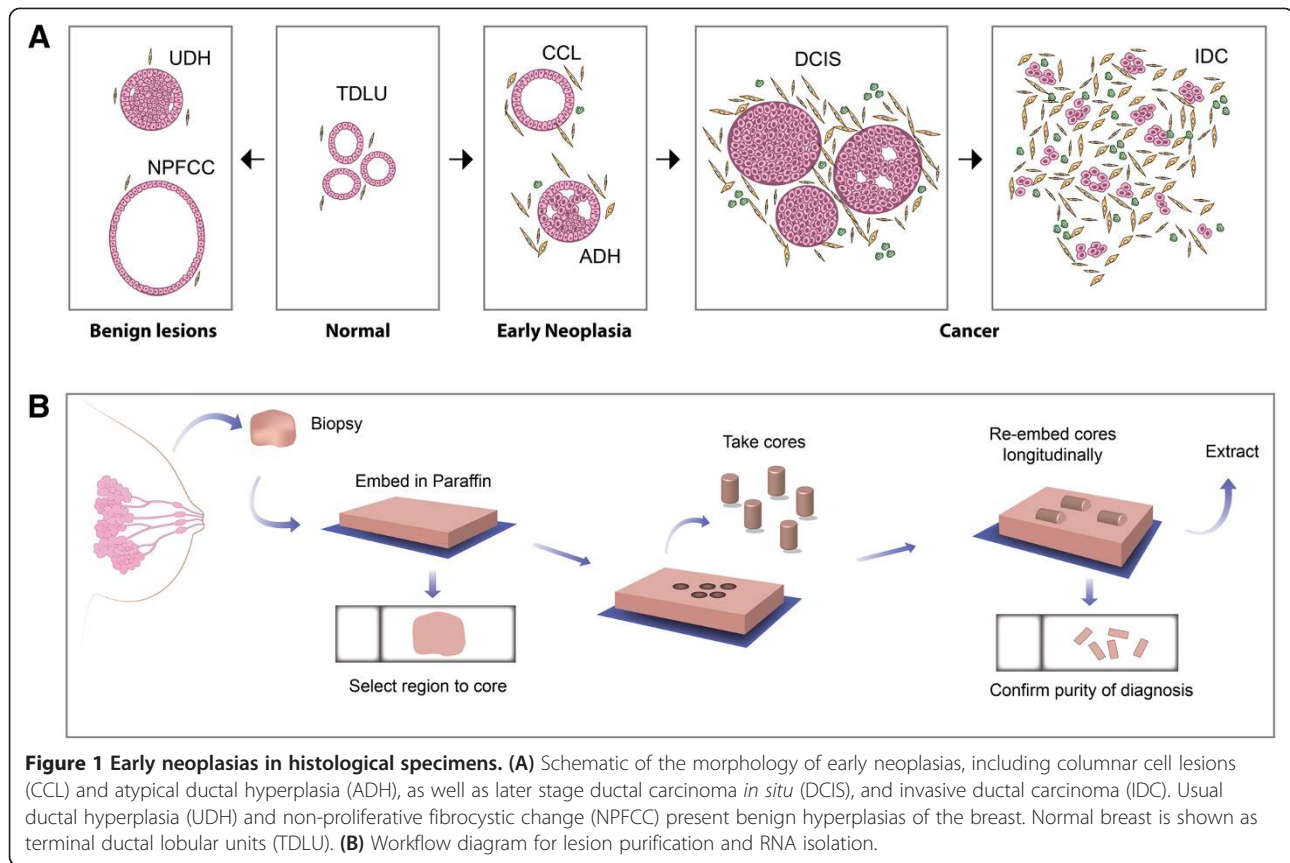 A
UDH
NPFCC
TDLU
CCL
ADH
DCIS
IDC
Benign lesions
Normal
Early Neoplasia
Cancer
B
Biopsy
Embed in Paraffin
Select region to core
Take cores
Re-embed cores
longitudinally
Extract
Confirm purity of diagnosis
Figure 1 Early neoplasias in histological specimens. (A) Schematic of the morphology of early neoplasias, including columnar cell lesions
(CCL) and atypical ductal hyperplasia (ADH), as well as later stage ductal carcinoma in situ (DCIS), and invasive ductal carcinoma (IDC). Usual
ductal hyperplasia (UDH) and non-proliferative fibrocystic change (NPFCC) present benign hyperplasias of the breast. Normal breast is shown as
terminal ductal lobular units (TDLU). (B) Workflow diagram for lesion purification and RNA isolation.